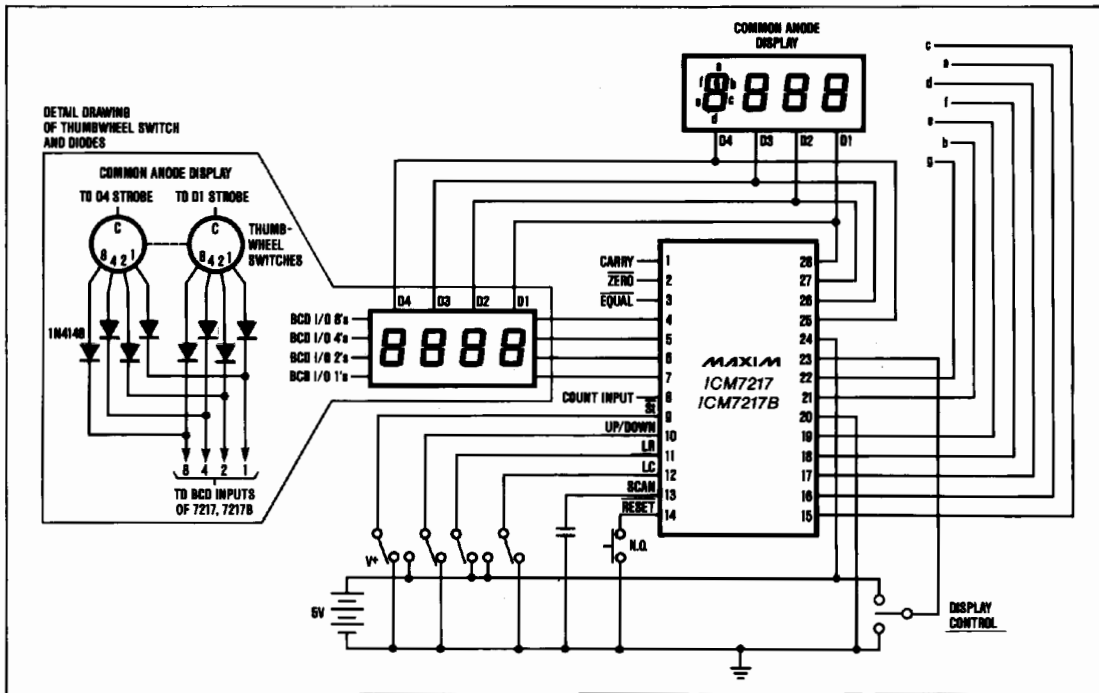 COMMON ANODE
DISPLAY
a
f
b
e
c
d
D4
D3
D2
D1
c
a
d
f
e
b
g
DETAIL DRAWING
OF THUMBWHEEL SWITCH
AND DIODES
COMMON ANODE DISPLAY
TO D4 STROBE
TO D1 STROBE
C
8 4 2 1
C
8 4 2 1
THUMB-
WHEEL
SWITCHES
1N4148
8 4 2 1
TO BCD INPUTS
OF 7217, 7217B
D4
D3
D2
D1
BCD I/O 8's
BCD I/O 4's
BCD I/O 2's
BCD I/O 1's
CARRY
ZERO
EQUAL
COUNT INPUT
UP/DOWN
LR
LC
SCAN
RESET
1
2
3
4
5
6
7
8
9
10
11
12
13
14
MAXIM
ICM7217
ICM7217B
28
27
26
25
24
23
22
21
20
19
18
17
16
15
V+
N.O.
5V
DISPLAY
CONTROL